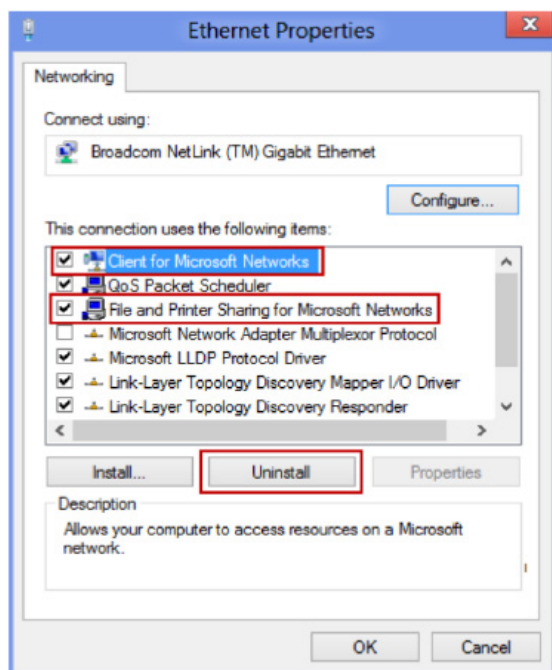 Ethernet Properties
Networking
Connect using:
Broadcom NetLink (TM) Gigabit Ethernet
Configure...
This connection uses the following items:
Client for Microsoft Networks
QoS Packet Scheduler
File and Printer Sharing for Microsoft Networks
Microsoft Network Adapter Multiplexor Protocol
Microsoft LLDP Protocol Driver
Link-Layer Topology Discovery Mapper I/O Driver
Link-Layer Topology Discovery Responder
Install... Uninstall Properties
Description
Allows your computer to access resources on a Microsoft
network.
OK Cancel